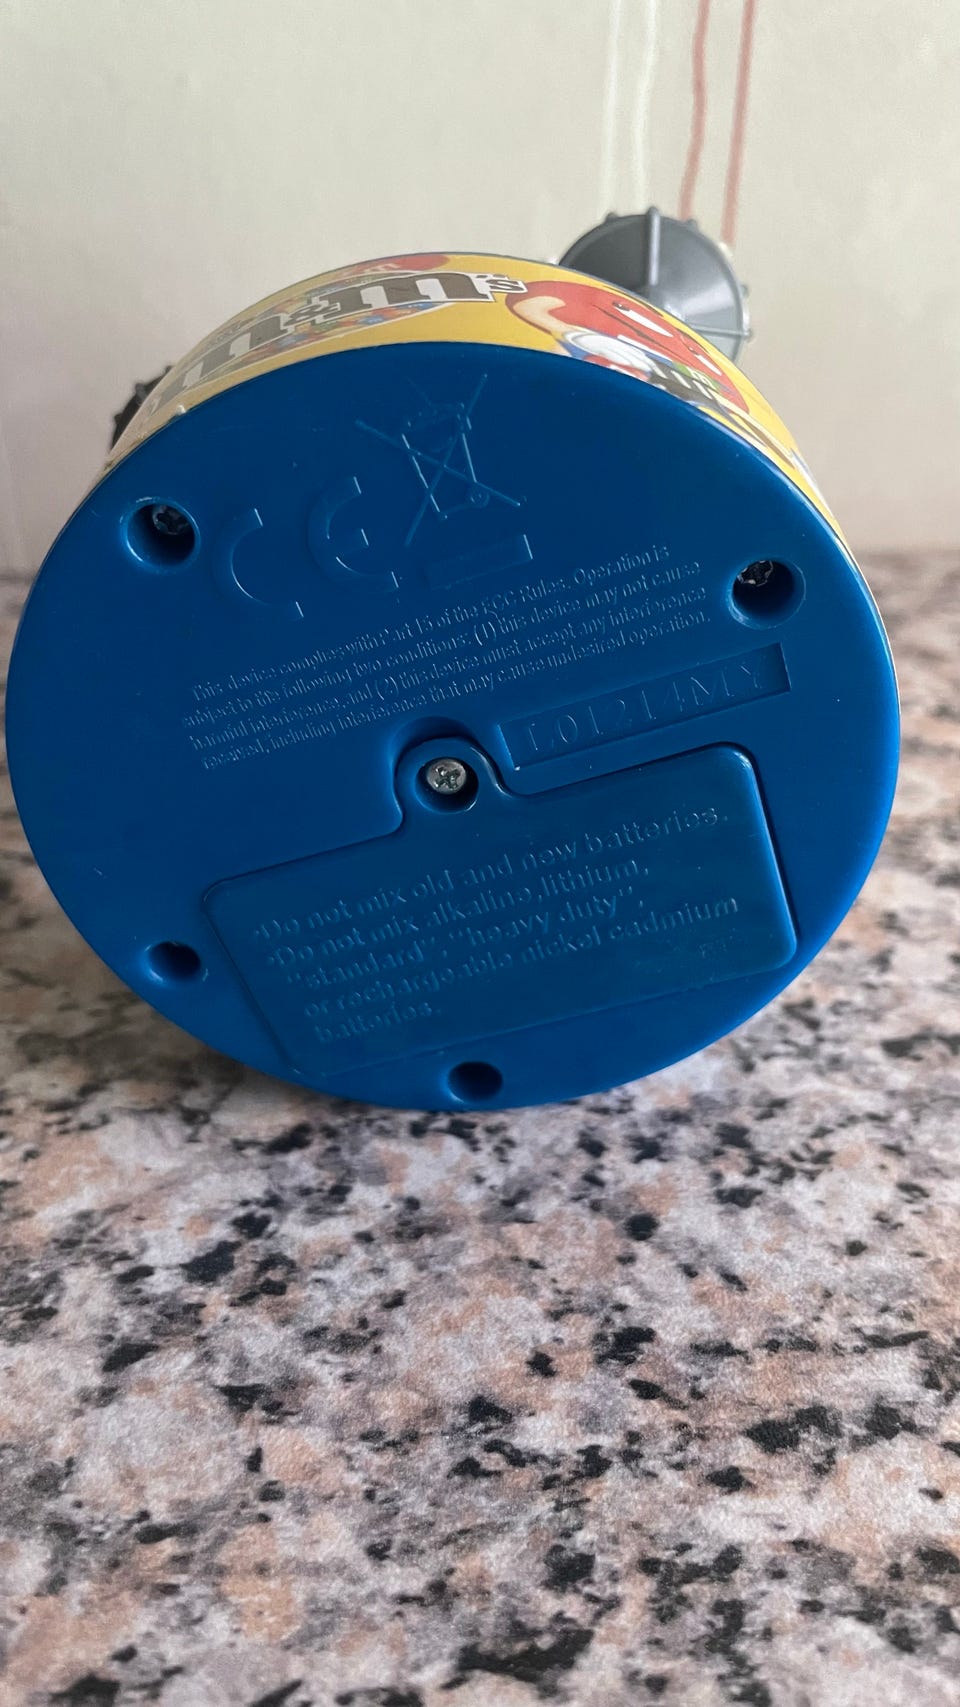 m&m's
CE
This device complies with Part 15 of the FCC Rules. Operation is
subject to the following two conditions: (1) this device may not cause
harmful interference, and (2) this device must accept any interference
received, including interference that may cause undesired operation.
L01214MY
•Do not mix old and new batteries.
•Do not mix alkaline, lithium,
"standard", "heavy duty",
or rechargeable nickel cadmium
batteries.